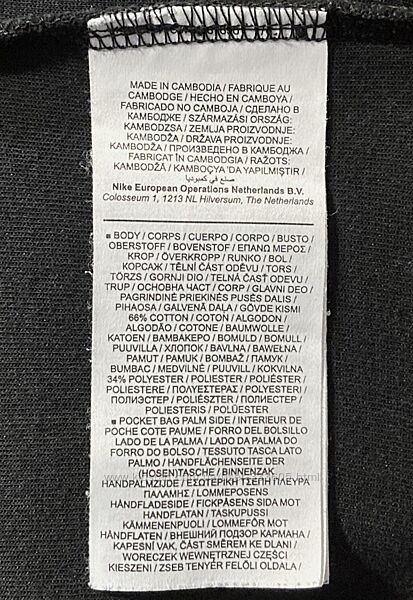 MADE IN CAMBODIA / FABRIQUE AU
CAMBODGE / HECHO EN CAMBOYA /
FABRICADO NO CAMBOJA / СДЕЛАНО В
КАМБОДЖЕ / SZÁRMAZÁSI ORSZÁG:
KAMBODZSA / ZEMLJA PROIZVODNJE:
KAMBODŽA / DRŽAVA PROIZVODNJE:
KAMBODŽA / ПРОИЗВЕДЕНО В КАМБОДЖА /
FABRICAT ÎN CAMBODGIA / RAŽOTS:
KAMBODŽĀ / KAMBOÇYA 'DA YAPILMIŞTIR /
صنع في كمبوديا
Nike European Operations Netherlands B.V.
Colosseum 1, 1213 NL Hilversum, The Netherlands
■ BODY / CORPS / CUERPO / CORPO / BUSTO /
OBERSTOFF / BOVENSTOF / ΕΠΑΝΩ ΜΕΡΟΣ /
KROP / ÖVERKROPP / RUNKO / BOL /
КОРСАЖ / TĚLNÍ ČÁST ODĚVU / TORS /
TÖRZS / GORNJI DIO / TELNÁ ČASŤ ODEVU /
TRUP / ОСНОВНА ЧАСТ / CORP / GLAVNI DEO /
PAGRINDINĖ PRIEKINĖS PUSĖS DALIS /
PIHAOSA / GALVENĀ DAĻA / GÖVDE KISMI
66% COTTON / COTON / ALGODON /
ALGODÃO / COTONE / BAUMWOLLE /
KATOEN / ΒΑΜΒΑΚΕΡΟ / BOMULD / BOMULL /
PUUVILLA / ХЛОПОК / BAVLNA / BAWEŁNA /
PAMUT / PAMUK / BOMBAŽ / ПАМУК /
BUMBAC / MEDVILNĖ / PUUVILL / KOKVILNA
34% POLYESTER / POLIESTER / POLIÉSTER /
POLIESTERE / ΠΟΛΥΕΣΤΕΡΑΣ / POLYESTERI /
ПОЛИЭСТЕР / POLIÉSZTER / ПОЛИЕСТЕР /
POLIESTERIS / POLÜESTER
■ POCKET BAG PALM SIDE / INTERIEUR DE
POCHE COTE PAUME / FORRO DEL BOLSILLO
LADO DE LA PALMA / LADO DA PALMA DO
FORRO DO BOLSO / TESSUTO TASCA LATO
PALMO / HANDFLÄCHENSEITE DER
(HOSEN)TASCHE / BINNENZAK
HANDPALMZIJDE / ΕΣΩΤΕΡΙΚΗ ΤΣΕΠΗ ΠΛΕΥΡΑ
ΠΑΛΑΜΗΣ / LOMMEPOSENS
HANDFLADESIDE / FICKPÅSENS SIDA MOT
HANDFLATAN / TASKUPUSSI
KÄMMENENPUOLI / LOMMEFÔR MOT
HÅNDFLATEN / ВНЕШНИЙ ПОДЗОР КАРМАНА /
KAPESNÍ VAK, ČÁST SMĚREM KE DLANI /
WORECZEK WEWNĘTRZNEJ CZĘŚCI
KIESZENI / ZSEB TENYÉR FELŐLI OLDALA /